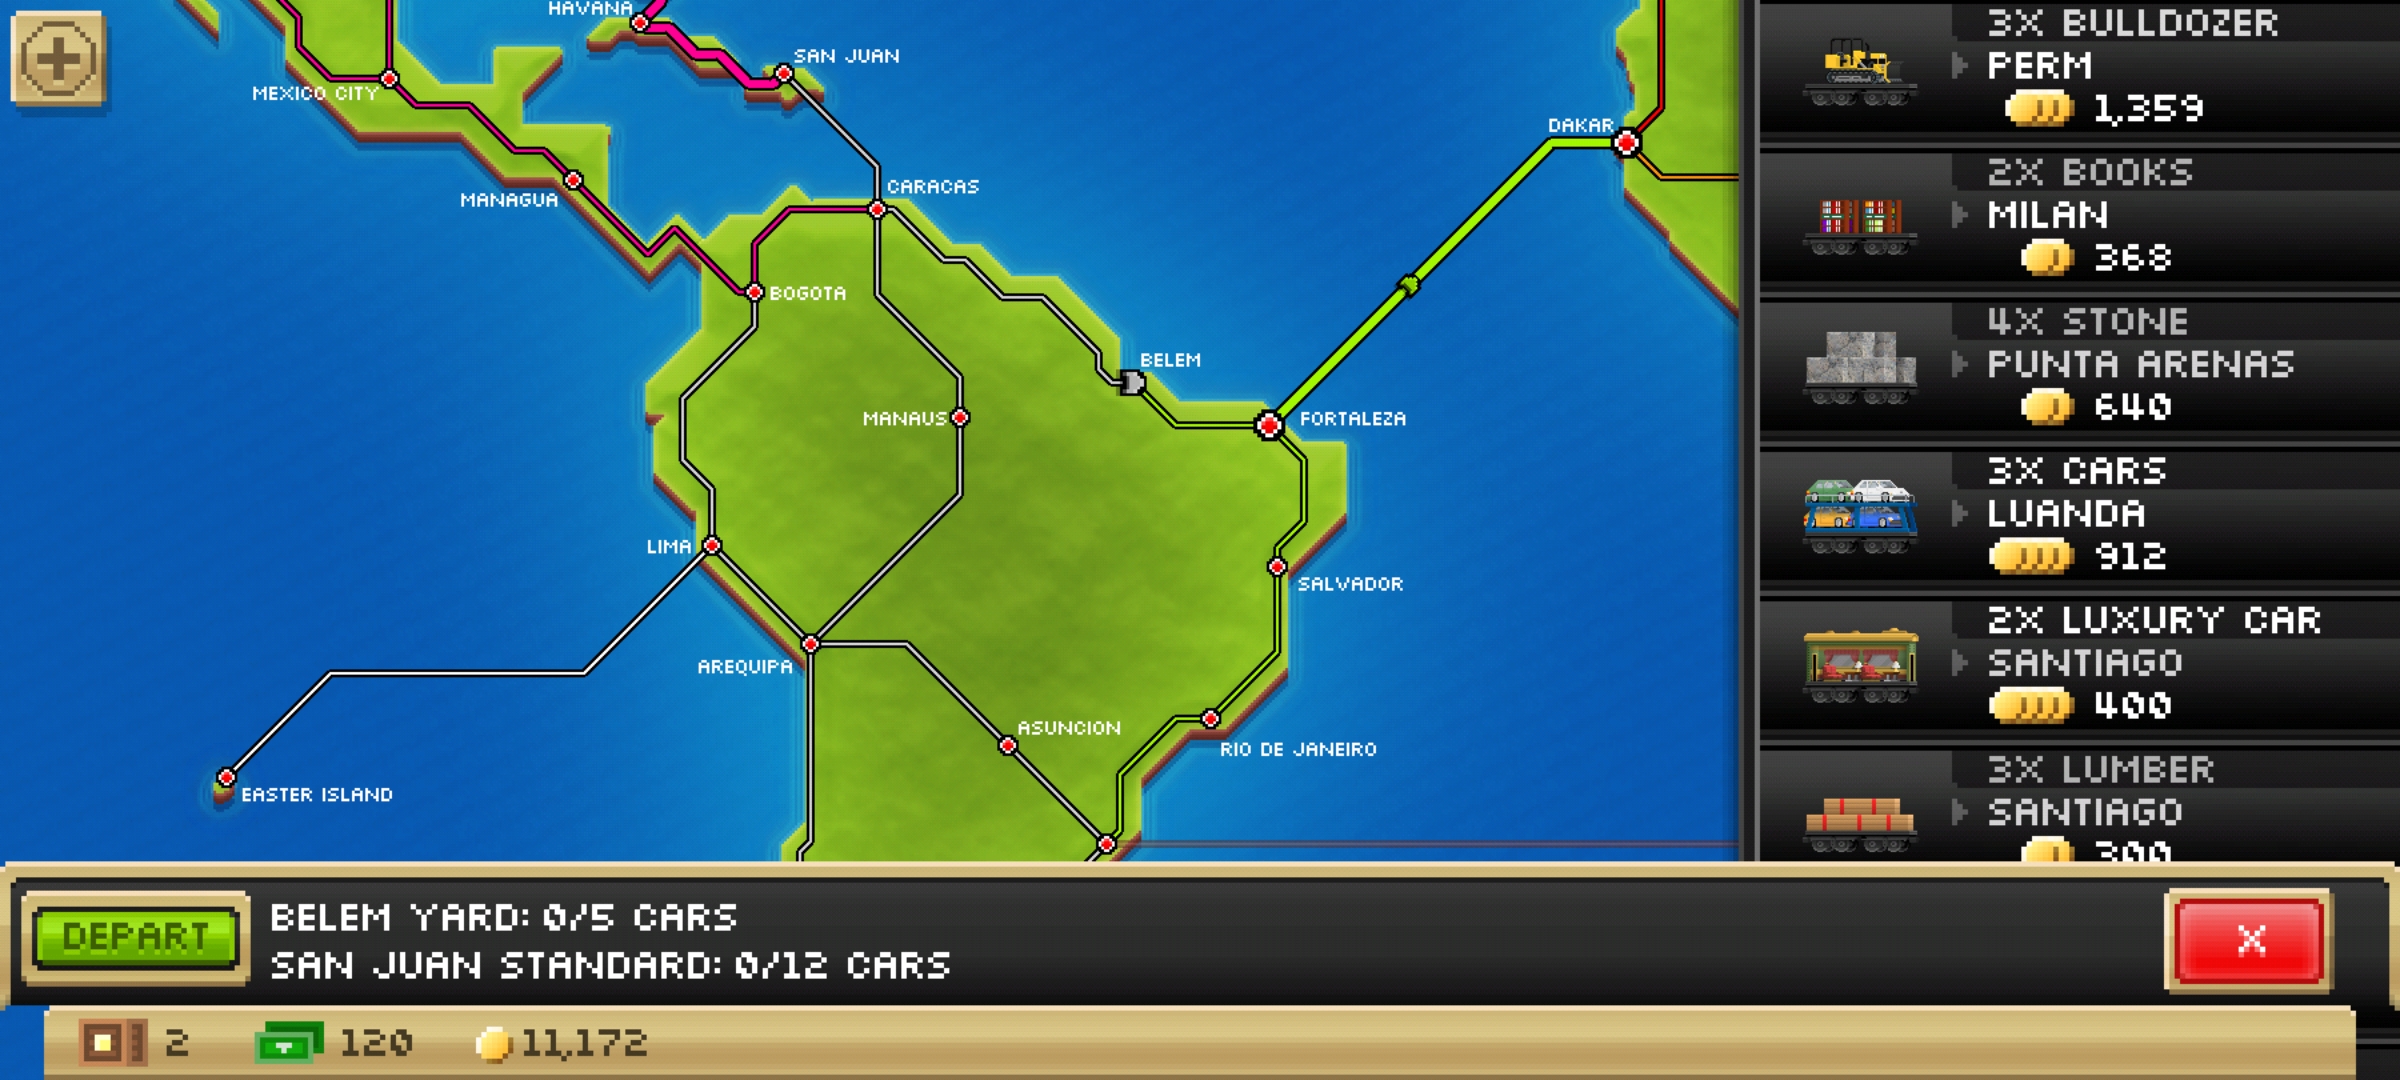 HAVANA
SAN JUAN
MEXICO CITY
DAKAR
MANAGUA
CARACAS
BOGOTA
BELEM
MANAUS
FORTALEZA
LIMA
SALVADOR
AREQUIPA
ASUNCION
RIO DE JANEIRO
EASTER ISLAND
3X BULLDOZER
PERM
1,359
2X BOOKS
MILAN
368
4X STONE
PUNTA ARENAS
640
3X CARS
LUANDA
912
2X LUXURY CAR
SANTIAGO
400
3X LUMBER
SANTIAGO
300
DEPART
BELEM YARD: 0/5 CARS
SAN JUAN STANDARD: 0/12 CARS
X
2 120 11,172